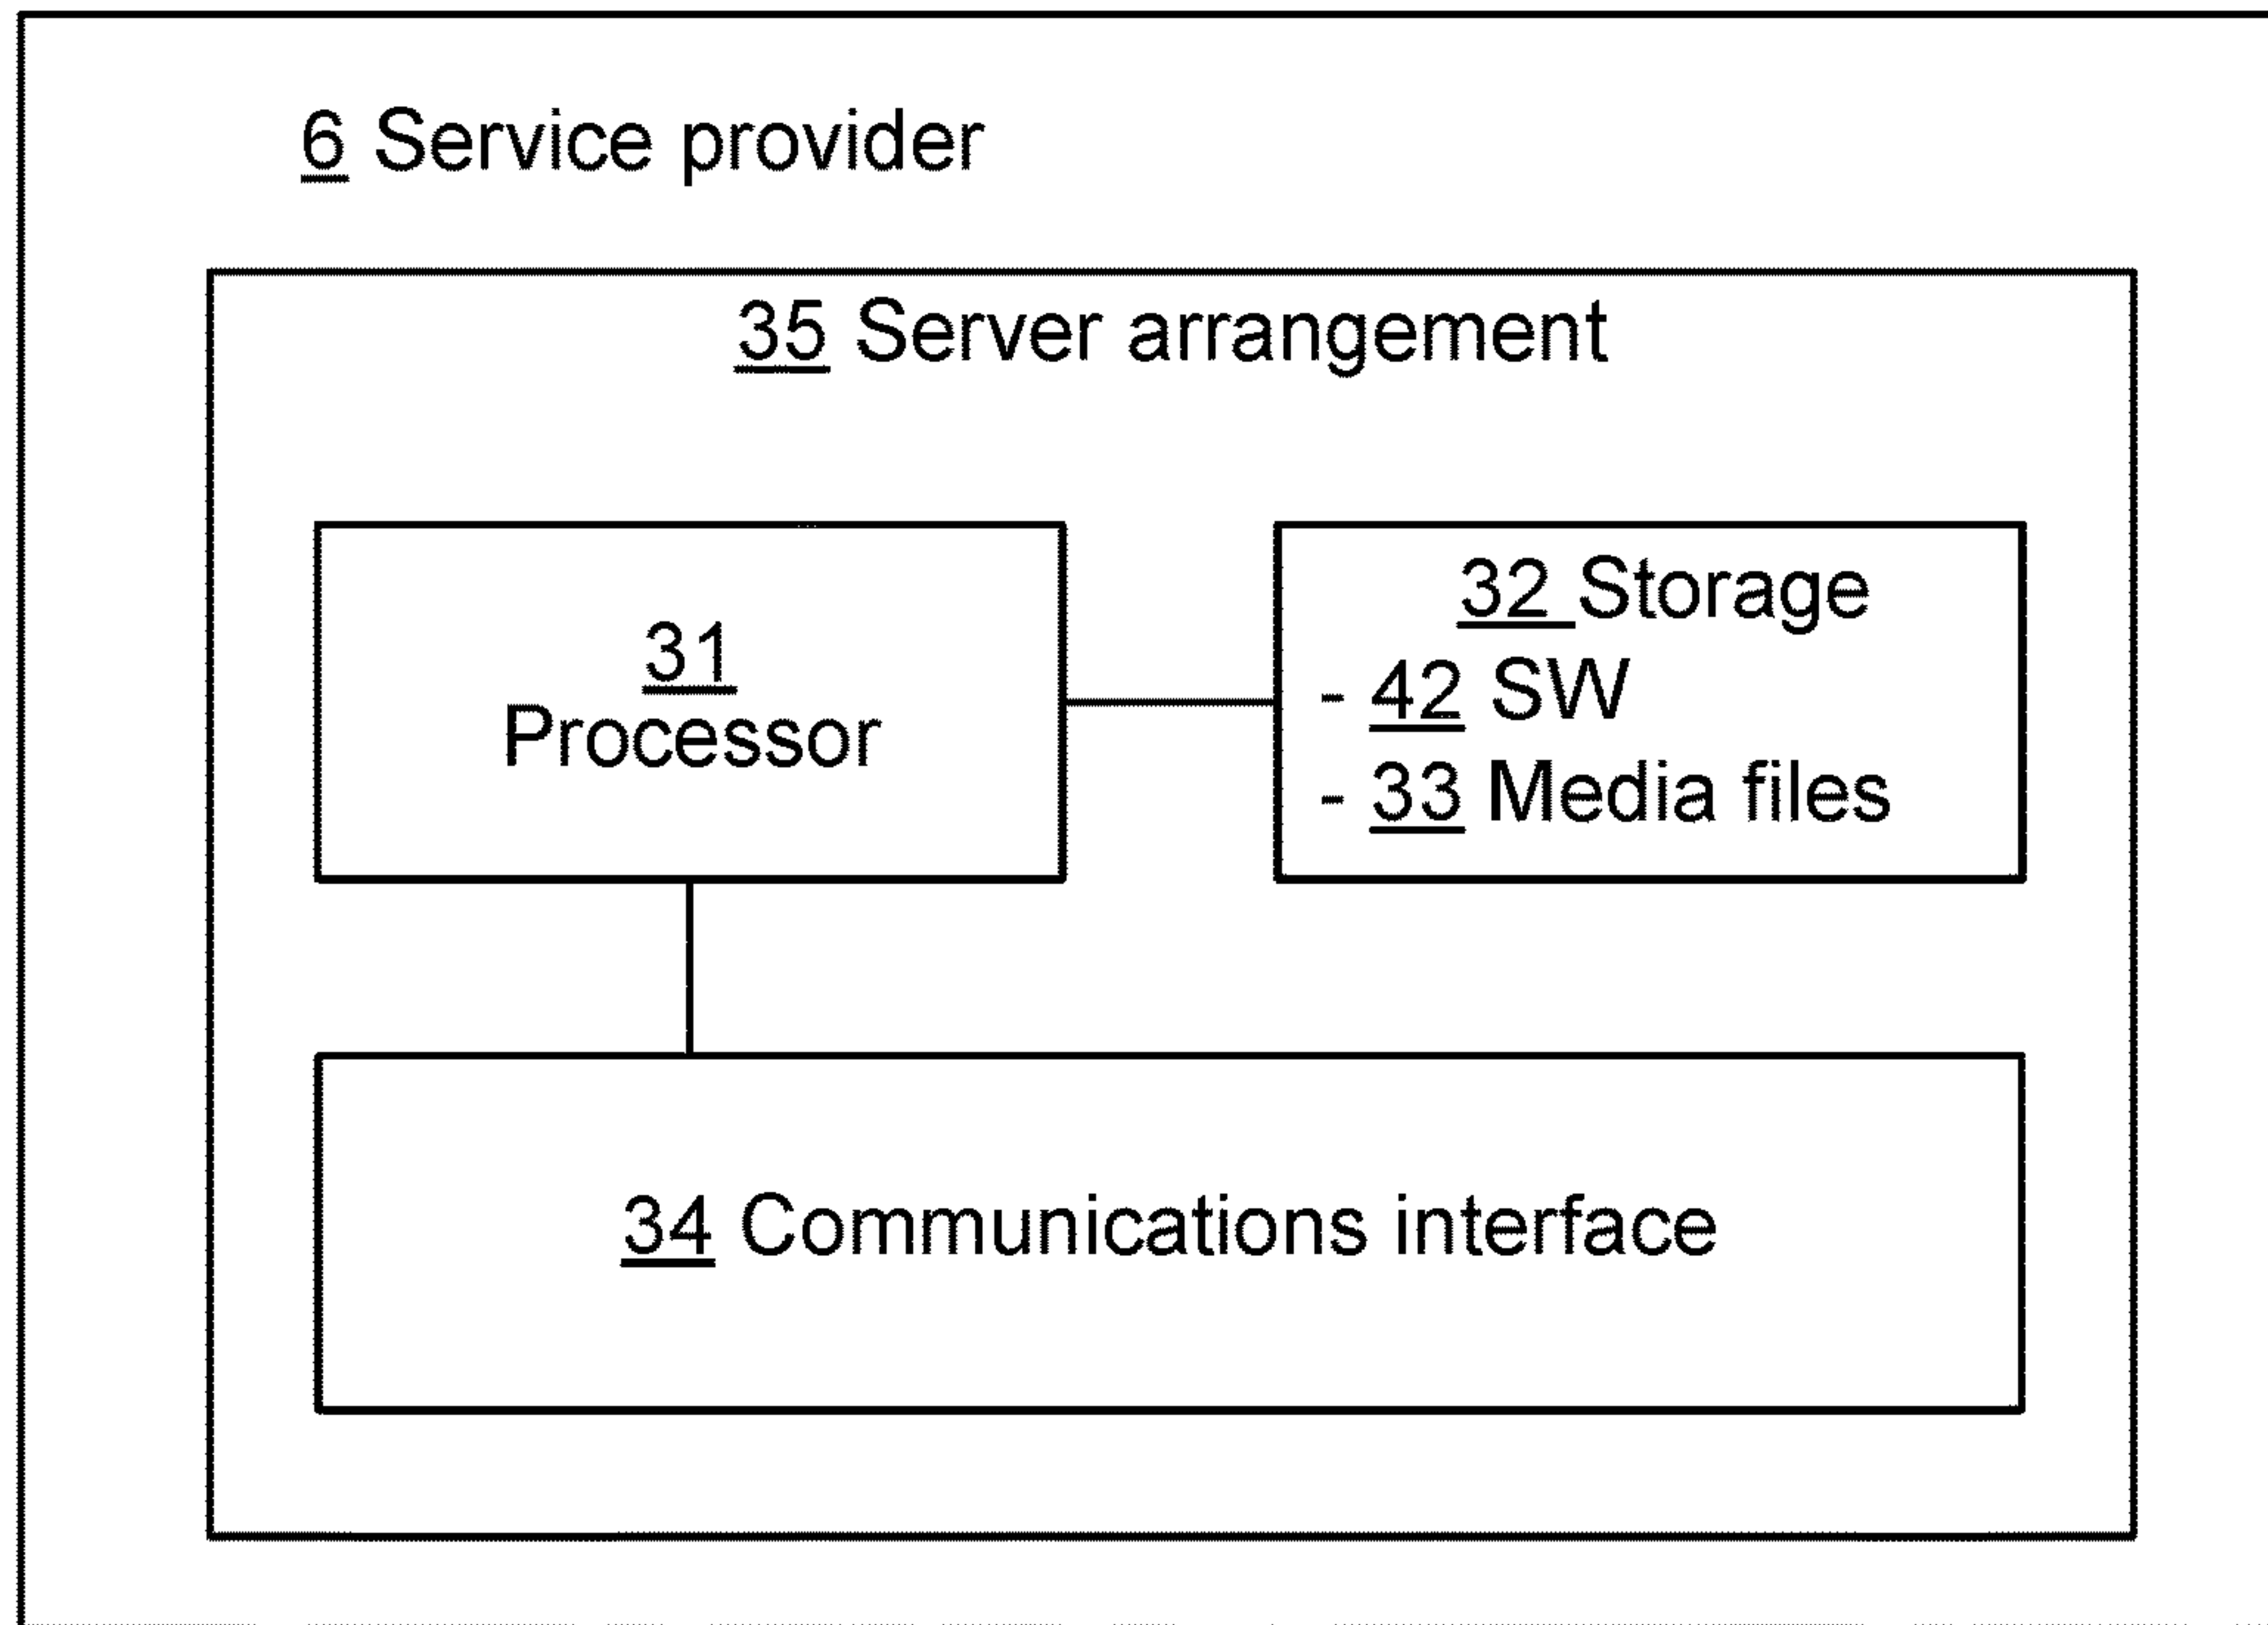 6 Service provider
35 Server arrangement
31
Processor
32 Storage
- 42 SW
- 33 Media files
34 Communications interface